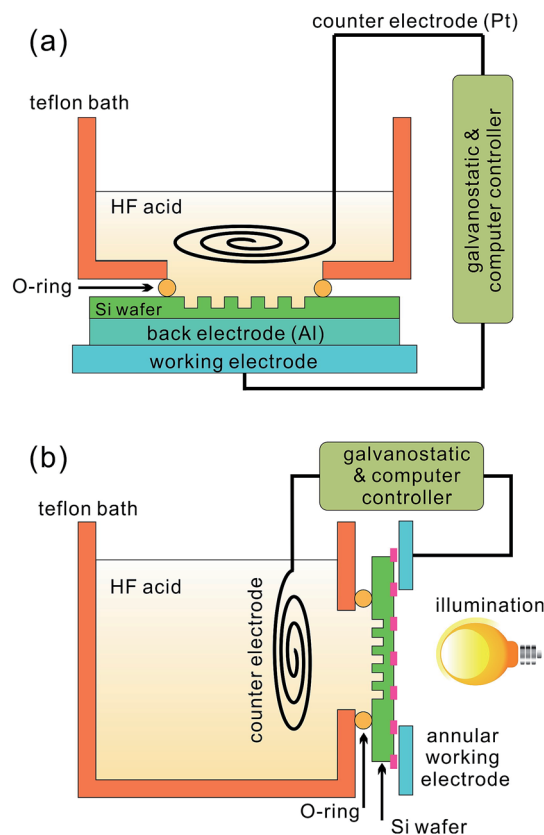 (a)
counter electrode (Pt)
teflon bath
HF acid
galvanostatic &
computer controller
O-ring
Si wafer
back electrode (Al)
working electrode
(b)
galvanostatic
& computer
controller
teflon bath
HF acid
counter electrode
illumination
annular
working
electrode
O-ring
Si wafer